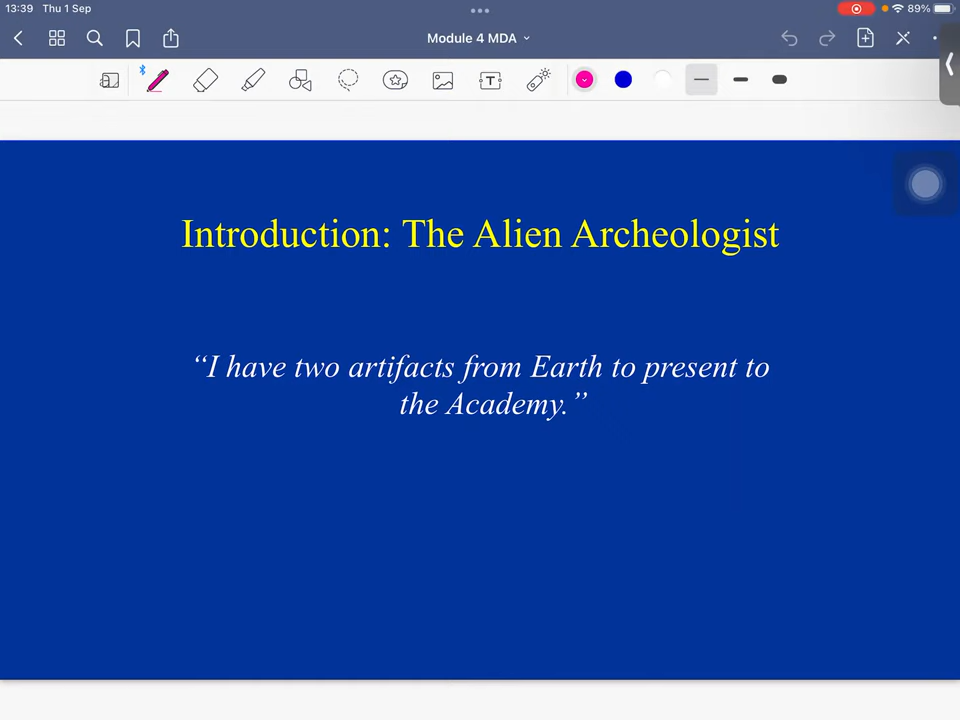 13:39 Thu 1 Sep
89%
Module 4 MDA
T
Introduction: The Alien Archeologist
“I have two artifacts from Earth to present to
the Academy.”